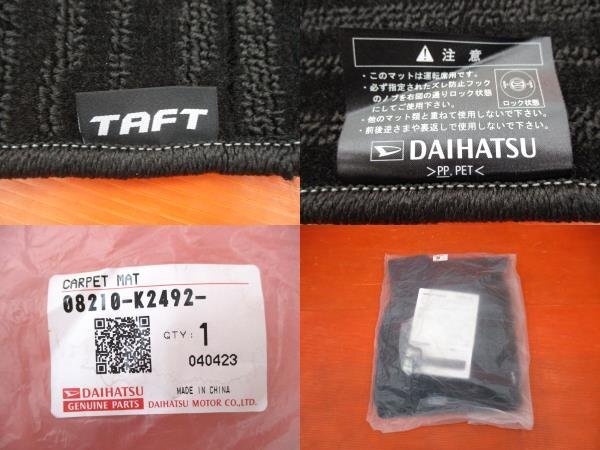 TAFT
注意
・このマットは運転席用です。
・必ず指定されたズレ防止フック
のノブを右図の通りロック状態
にしてご使用下さい。
ロック状態
・他のマット類と重ねて使用しないで下さい。
・前後逆さまや裏返しで使用しないで下さい。
DAIHATSU
>PP, PET<
CARPET MAT
08210-K2492-
QTY: 1
040423
DAIHATSU
GENUINE PARTS
MADE IN CHINA
DAIHATSU MOTOR CO.,LTD.